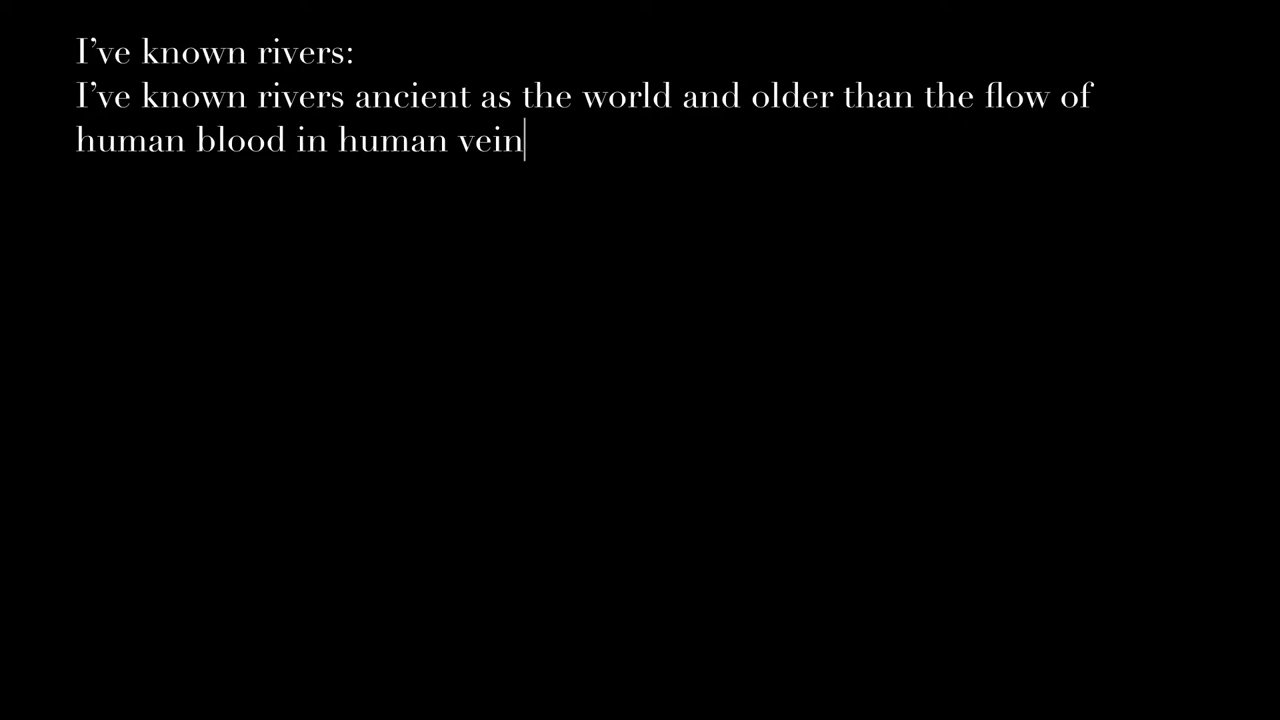 I’ve known rivers:
I’ve known rivers ancient as the world and older than the flow of
human blood in human vein